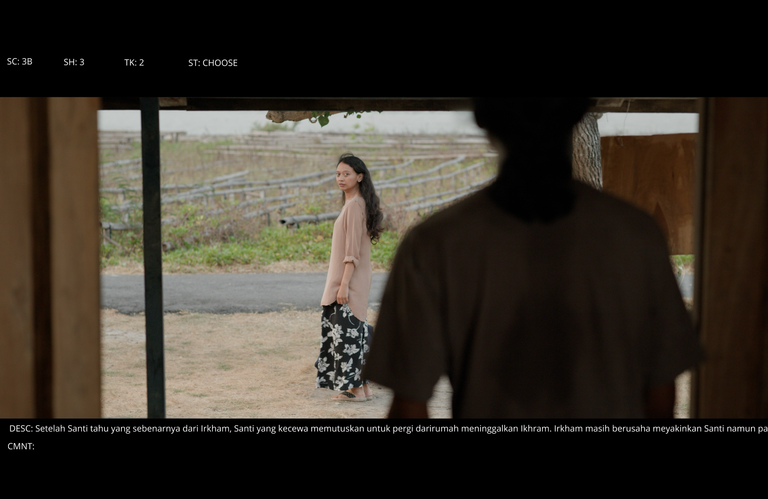 SC: 3B SH: 3 TK: 2 ST: CHOOSE
DESC: Setelah Santi tahu yang sebenarnya dari Irkham, Santi yang kecewa memutuskan untuk pergi darirumah meninggalkan Ikhram. Irkham masih berusaha meyakinkan Santi namun pa
CMNT: